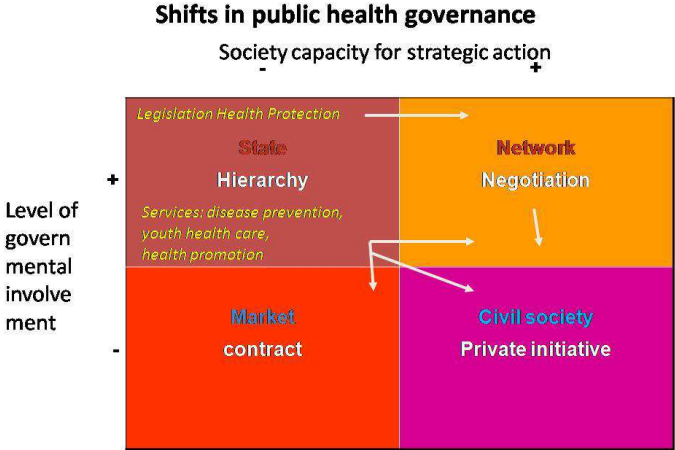 Shifts in public health governance
Society capacity for strategic action
- +
Legislation Health Protection
State
Hierarchy
Services: disease prevention,
youth health care,
health promotion
Network
Negotiation
+
Level of
govern
mental
involve
ment
-
Market
contract
Civil society
Private initiative